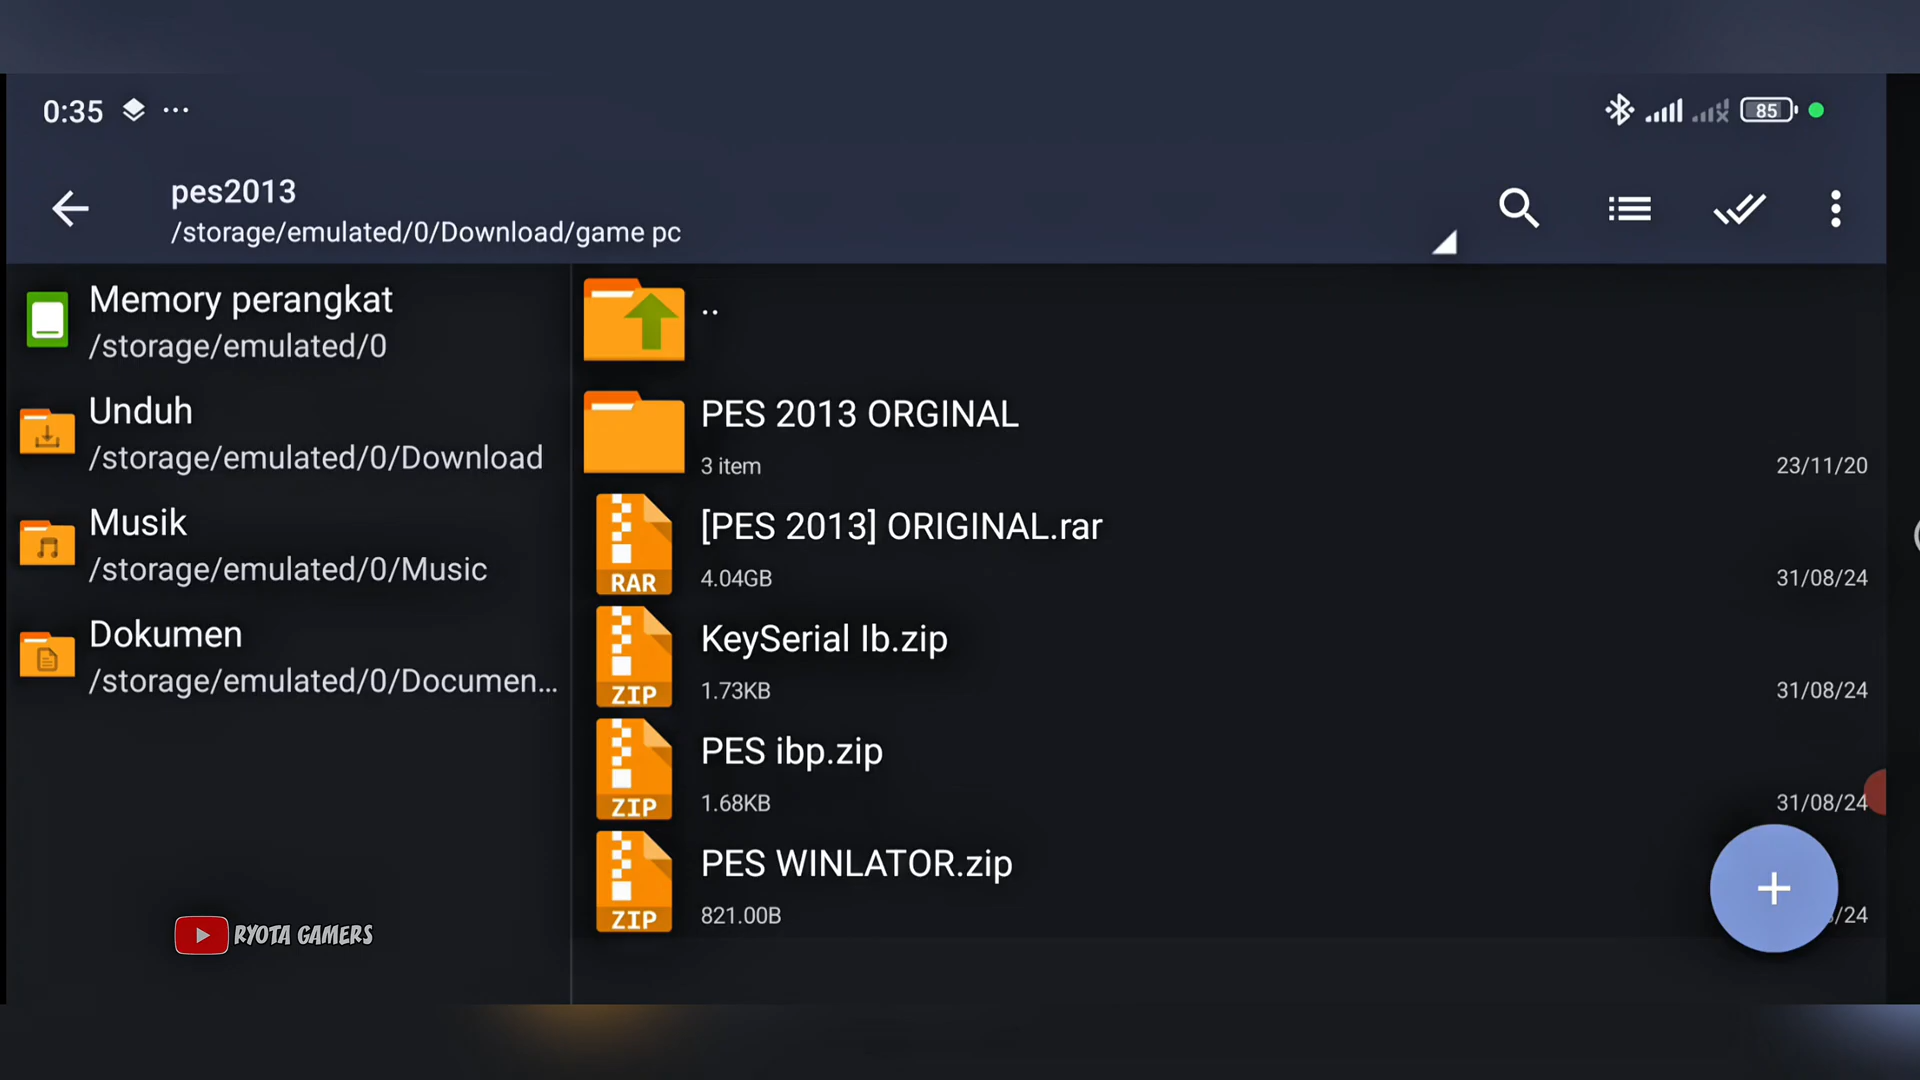 0:35
85
pes2013
/storage/emulated/0/Download/game pc
Memory perangkat
/storage/emulated/0
Unduh
/storage/emulated/0/Download
Musik
/storage/emulated/0/Music
Dokumen
/storage/emulated/0/Documen...
RYOTA GAMERS
..
PES 2013 ORGINAL
3 item
23/11/20
RAR
[PES 2013] ORIGINAL.rar
4.04GB
31/08/24
ZIP
KeySerial Ib.zip
1.73KB
31/08/24
ZIP
PES ibp.zip
1.68KB
31/08/24
ZIP
PES WINLATOR.zip
821.00B
/24